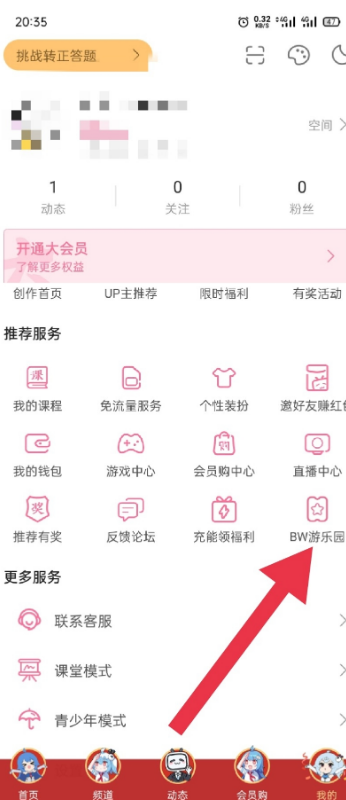 20:35
0.32 KB/S 4G 4G 47
挑战转正答题
空间
1 0 0
动态 关注 粉丝
开通大会员
了解更多权益
创作首页 UP主推荐 限时福利 有奖活动
推荐服务
课
我的课程 免流量服务 个性装扮 邀好友赚红
我的钱包 游戏中心 会员购中心 直播中心
奖
推荐有奖 反馈论坛 充能领福利 BW游乐园
更多服务
联系客服
课堂模式
青少年模式
首页 频道 动态 会员购 我的